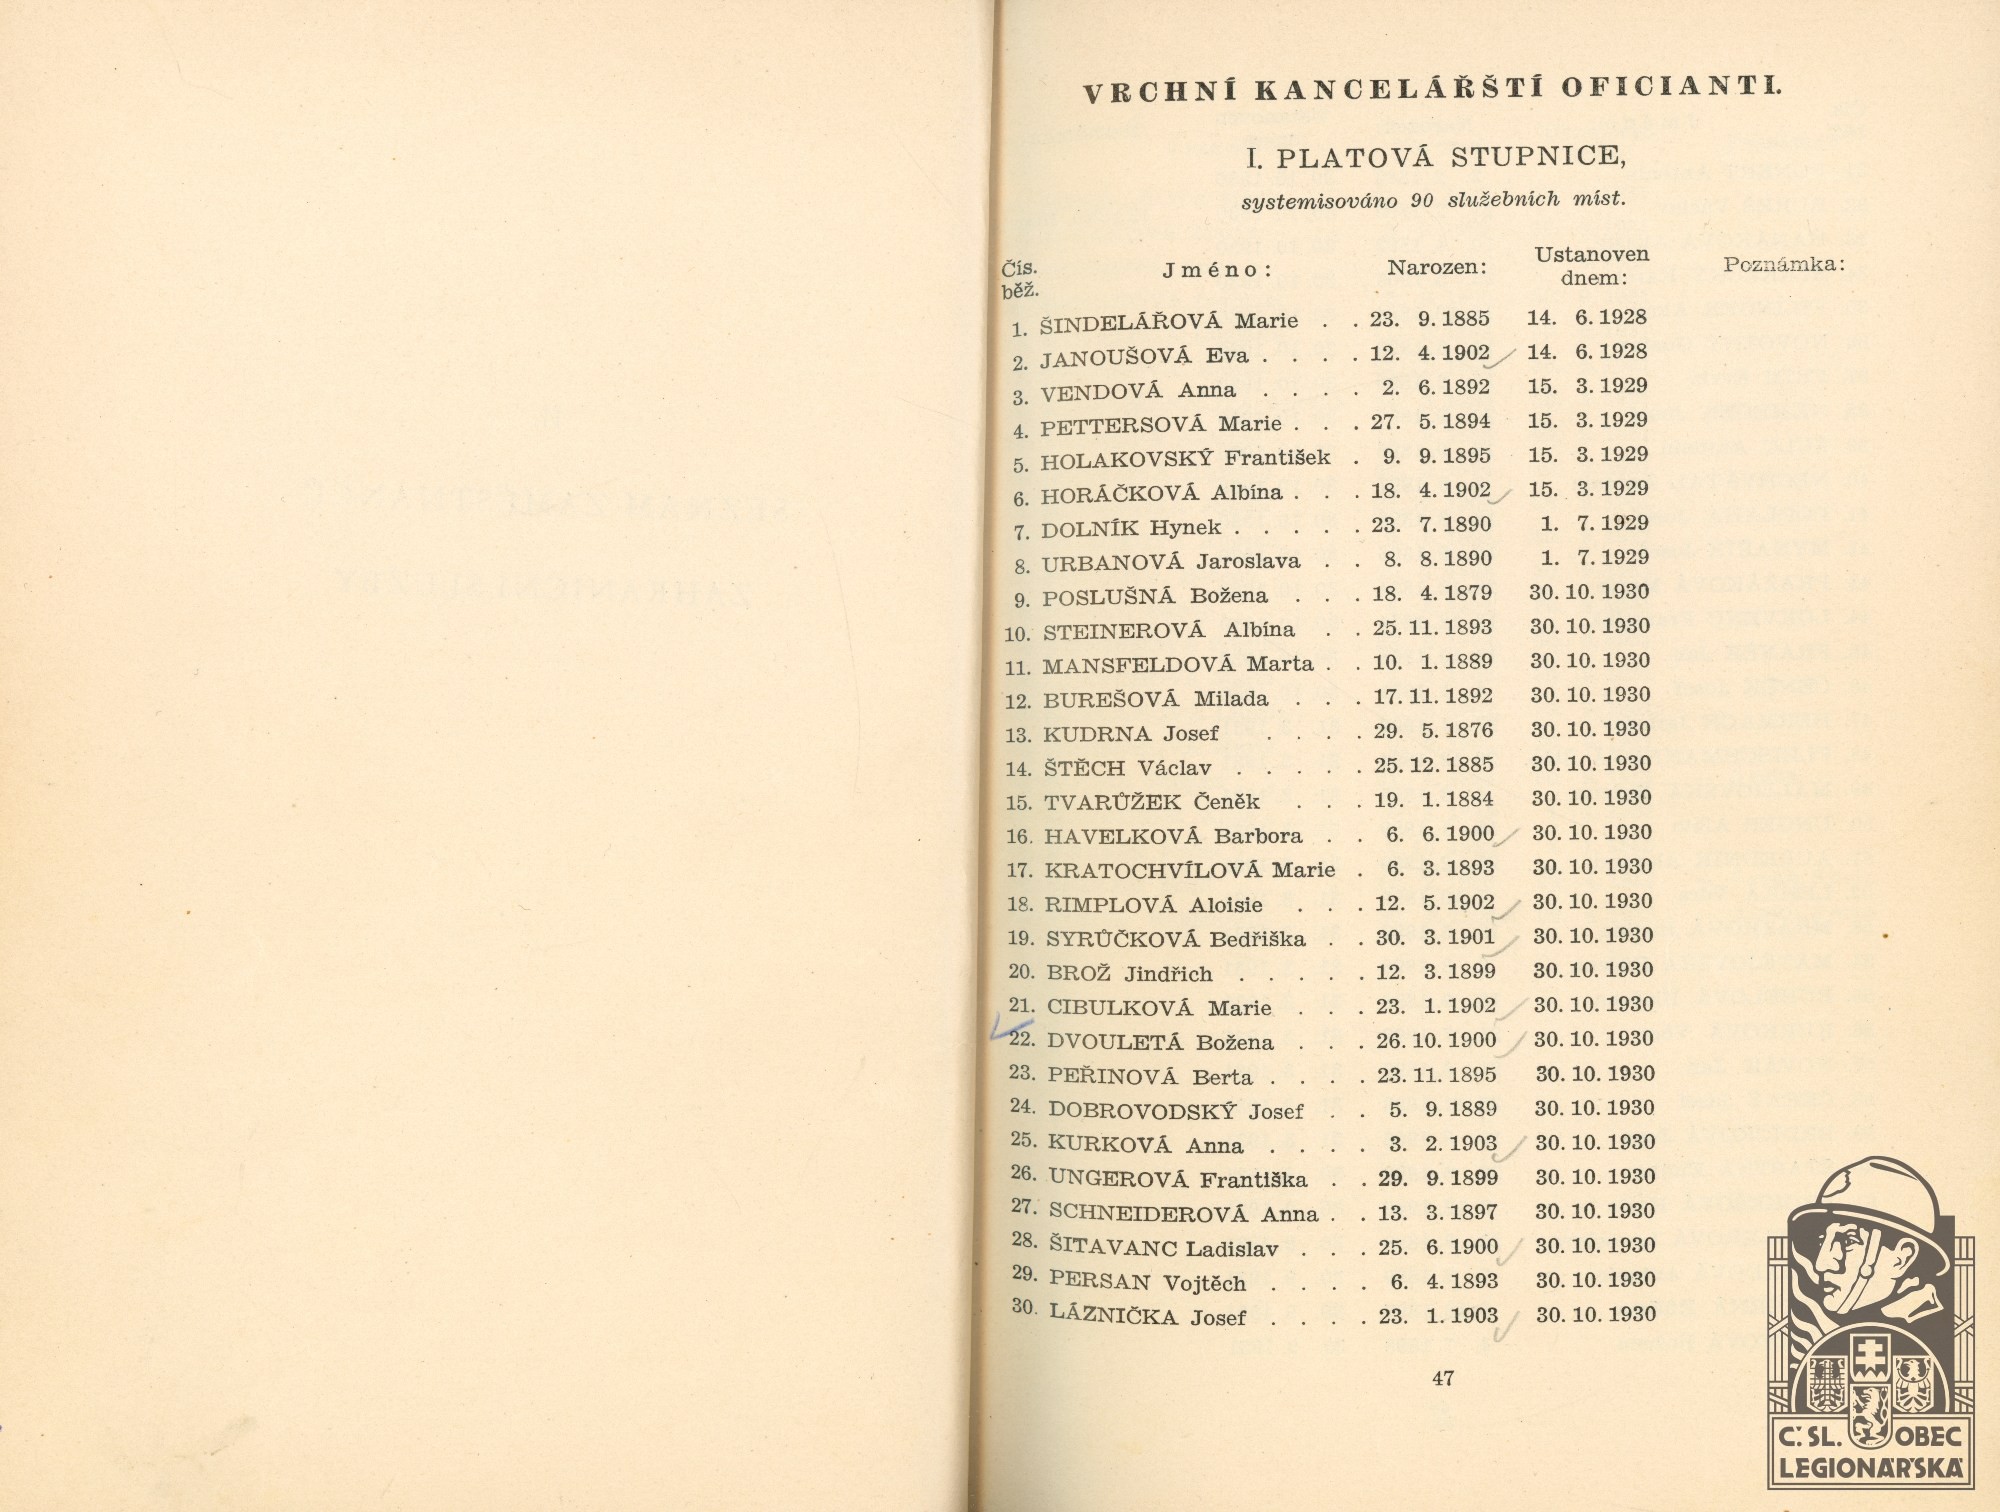 VRCHNÍ KANCELÁŘŠTÍ OFICIANTI.
I. PLATOVÁ STUPNICE,
systemisováno 90 služebních míst.
Čís. běž. Jméno: Narozen: Ustanoven dnem: Poznámka:
1. ŠINDELÁŘOVÁ Marie . . 23. 9. 1885 14. 6. 1928
2. JANOUŠOVÁ Eva . . . . 12. 4. 1902 14. 6. 1928
3. VENDOVÁ Anna . . . . 2. 6. 1892 15. 3. 1929
4. PETTERSOVÁ Marie . . . 27. 5. 1894 15. 3. 1929
5. HOLAKOVSKÝ František . 9. 9. 1895 15. 3. 1929
6. HORÁČKOVÁ Albína . . . 18. 4. 1902 15. 3. 1929
7. DOLNÍK Hynek . . . . . 23. 7. 1890 1. 7. 1929
8. URBANOVÁ Jaroslava . . 8. 8. 1890 1. 7. 1929
9. POSLUŠNÁ Božena . . . 18. 4. 1879 30. 10. 1930
10. STEINEROVÁ Albína . . 25. 11. 1893 30. 10. 1930
11. MANSFELDOVÁ Marta . . 10. 1. 1889 30. 10. 1930
12. BUREŠOVÁ Milada . . . 17. 11. 1892 30. 10. 1930
13. KUDRNA Josef . . . . 29. 5. 1876 30. 10. 1930
14. ŠTĚCH Václav . . . . . 25. 12. 1885 30. 10. 1930
15. TVARŮŽEK Čeněk . . . 19. 1. 1884 30. 10. 1930
16. HAVELKOVÁ Barbora . . 6. 6. 1900 30. 10. 1930
17. KRATOCHVÍLOVÁ Marie . 6. 3. 1893 30. 10. 1930
18. RIMPLOVÁ Aloisie . . . 12. 5. 1902 30. 10. 1930
19. SYRŮČKOVÁ Bedřiška . . 30. 3. 1901 30. 10. 1930
20. BROŽ Jindřich . . . . . 12. 3. 1899 30. 10. 1930
21. CIBULKOVÁ Marie . . . 23. 1. 1902 30. 10. 1930
22. DVOULETÁ Božena . . . 26. 10. 1900 30. 10. 1930
23. PEŘINOVÁ Berta . . . . 23. 11. 1895 30. 10. 1930
24. DOBROVODSKÝ Josef . . 5. 9. 1889 30. 10. 1930
25. KURKOVÁ Anna . . . . 3. 2. 1903 30. 10. 1930
26. UNGEROVÁ Františka . . 29. 9. 1899 30. 10. 1930
27. SCHNEIDEROVÁ Anna . . 13. 3. 1897 30. 10. 1930
28. ŠITAVANC Ladislav . . . 25. 6. 1900 30. 10. 1930
29. PERSAN Vojtěch . . . . 6. 4. 1893 30. 10. 1930
30. LÁZNIČKA Josef . . . . 23. 1. 1903 30. 10. 1930
47
Č. SL. OBEC
LEGIONÁŘSKÁ